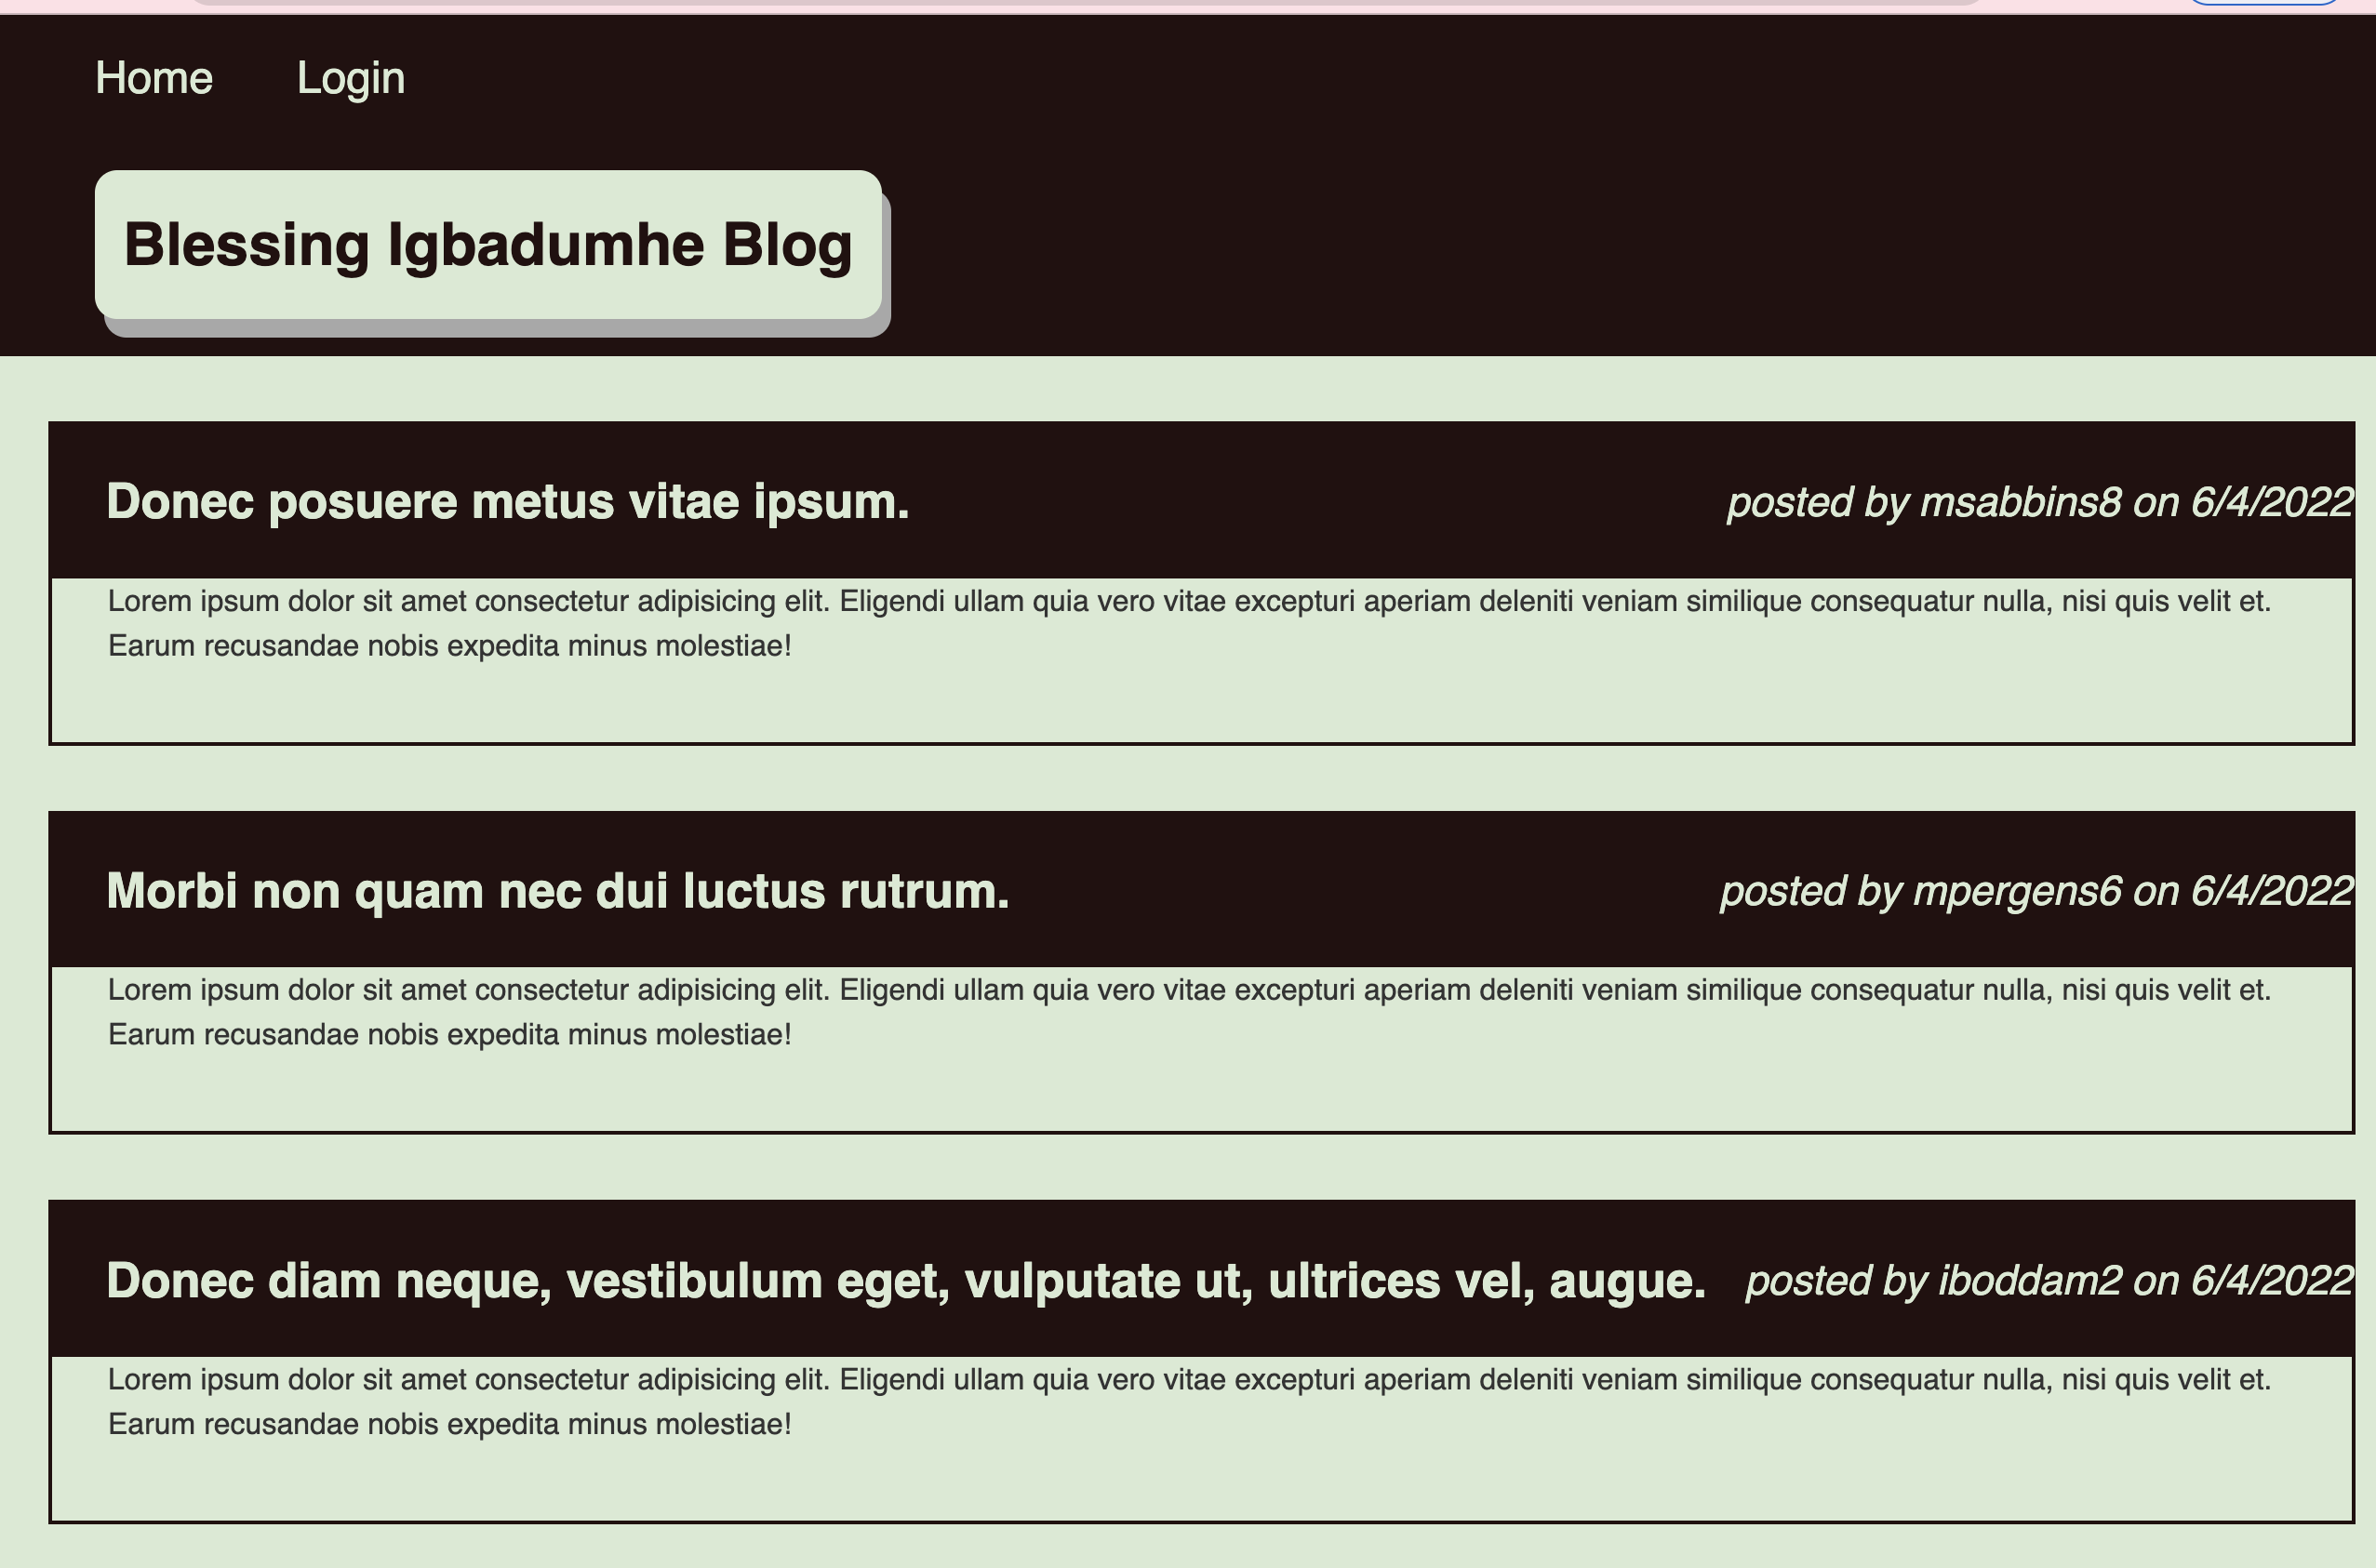 Home Login
Blessing Igbadumhe Blog
Donec posuere metus vitae ipsum. posted by msabbins8 on 6/4/2022
Lorem ipsum dolor sit amet consectetur adipisicing elit. Eligendi ullam quia vero vitae excepturi aperiam deleniti veniam similique consequatur nulla, nisi quis velit et.
Earum recusandae nobis expedita minus molestiae!
Morbi non quam nec dui luctus rutrum. posted by mpergens6 on 6/4/2022
Lorem ipsum dolor sit amet consectetur adipisicing elit. Eligendi ullam quia vero vitae excepturi aperiam deleniti veniam similique consequatur nulla, nisi quis velit et.
Earum recusandae nobis expedita minus molestiae!
Donec diam neque, vestibulum eget, vulputate ut, ultrices vel, augue. posted by iboddam2 on 6/4/2022
Lorem ipsum dolor sit amet consectetur adipisicing elit. Eligendi ullam quia vero vitae excepturi aperiam deleniti veniam similique consequatur nulla, nisi quis velit et.
Earum recusandae nobis expedita minus molestiae!